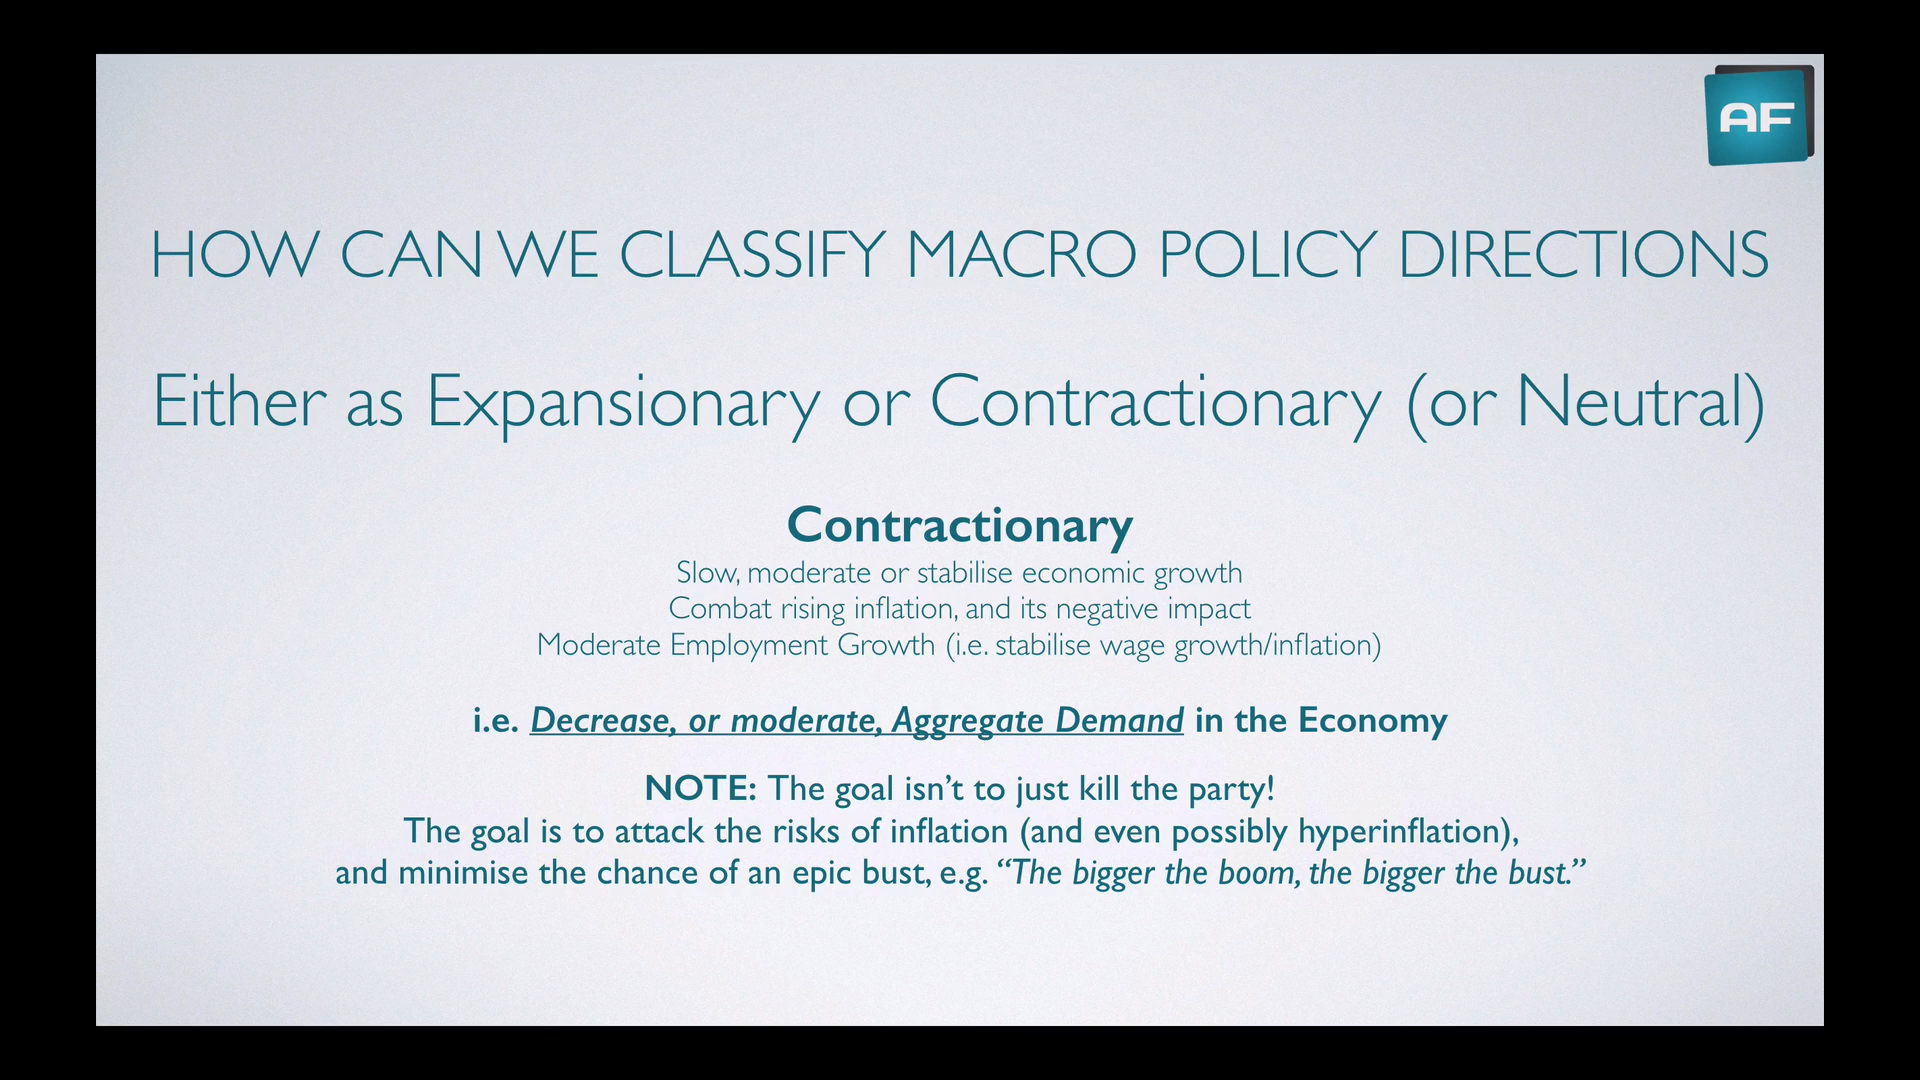 AF
HOW CAN WE CLASSIFY MACRO POLICY DIRECTIONS
Either as Expansionary or Contractionary (or Neutral)
Contractionary
Slow, moderate or stabilise economic growth
Combat rising inflation, and its negative impact
Moderate Employment Growth (i.e. stabilise wage growth/inflation)
i.e. Decrease, or moderate, Aggregate Demand in the Economy
NOTE: The goal isn’t to just kill the party!
The goal is to attack the risks of inflation (and even possibly hyperinflation),
and minimise the chance of an epic bust, e.g. “The bigger the boom, the bigger the bust.”